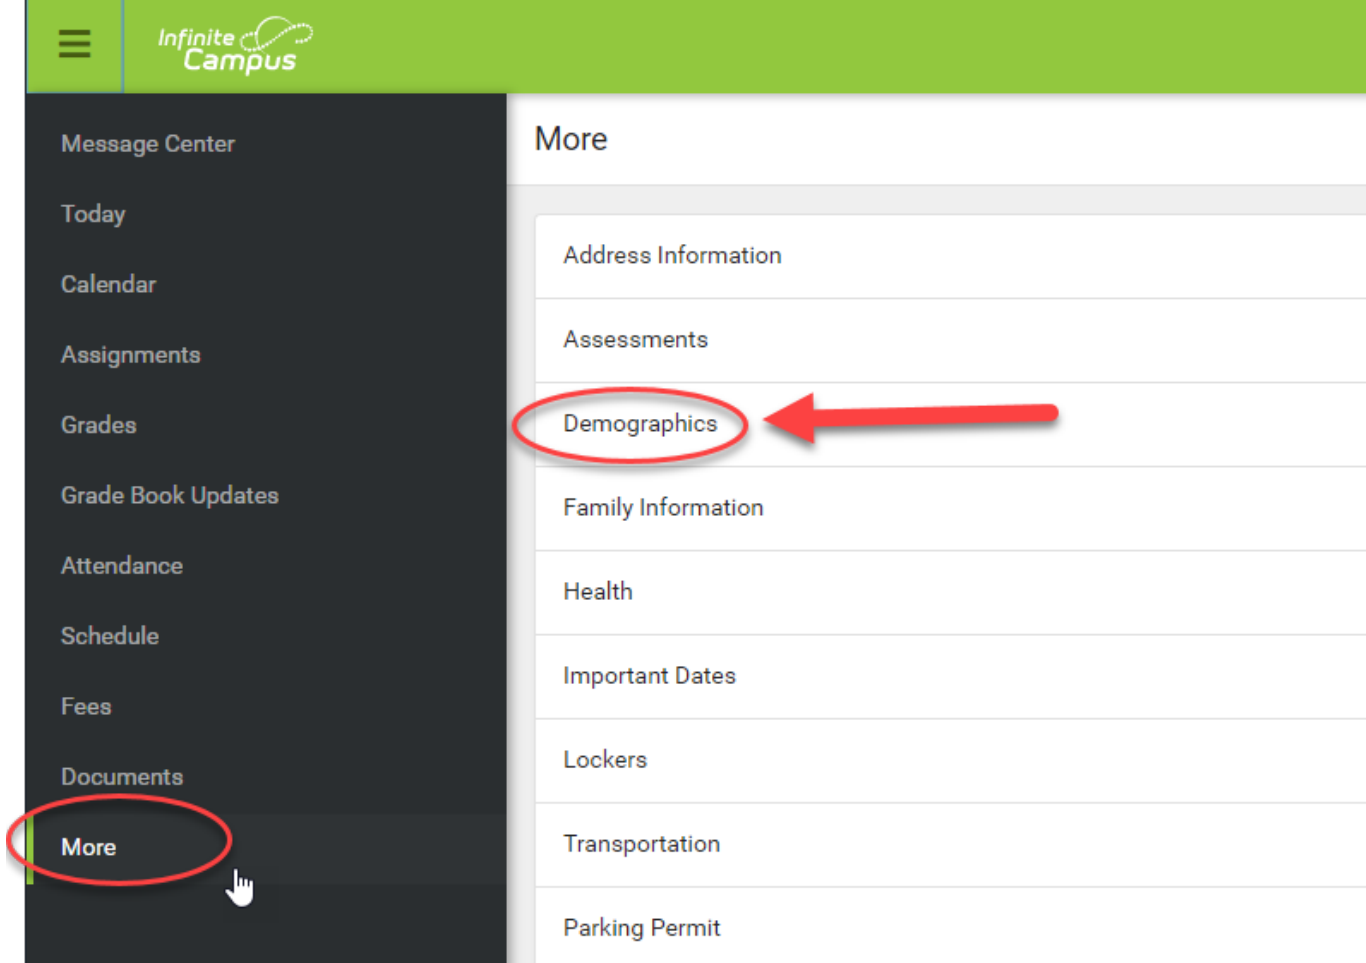 Infinite
Campus
Message Center
Today
Calendar
Assignments
Grades
Grade Book Updates
Attendance
Schedule
Fees
Documents
More
More
Address Information
Assessments
Demographics
Family Information
Health
Important Dates
Lockers
Transportation
Parking Permit